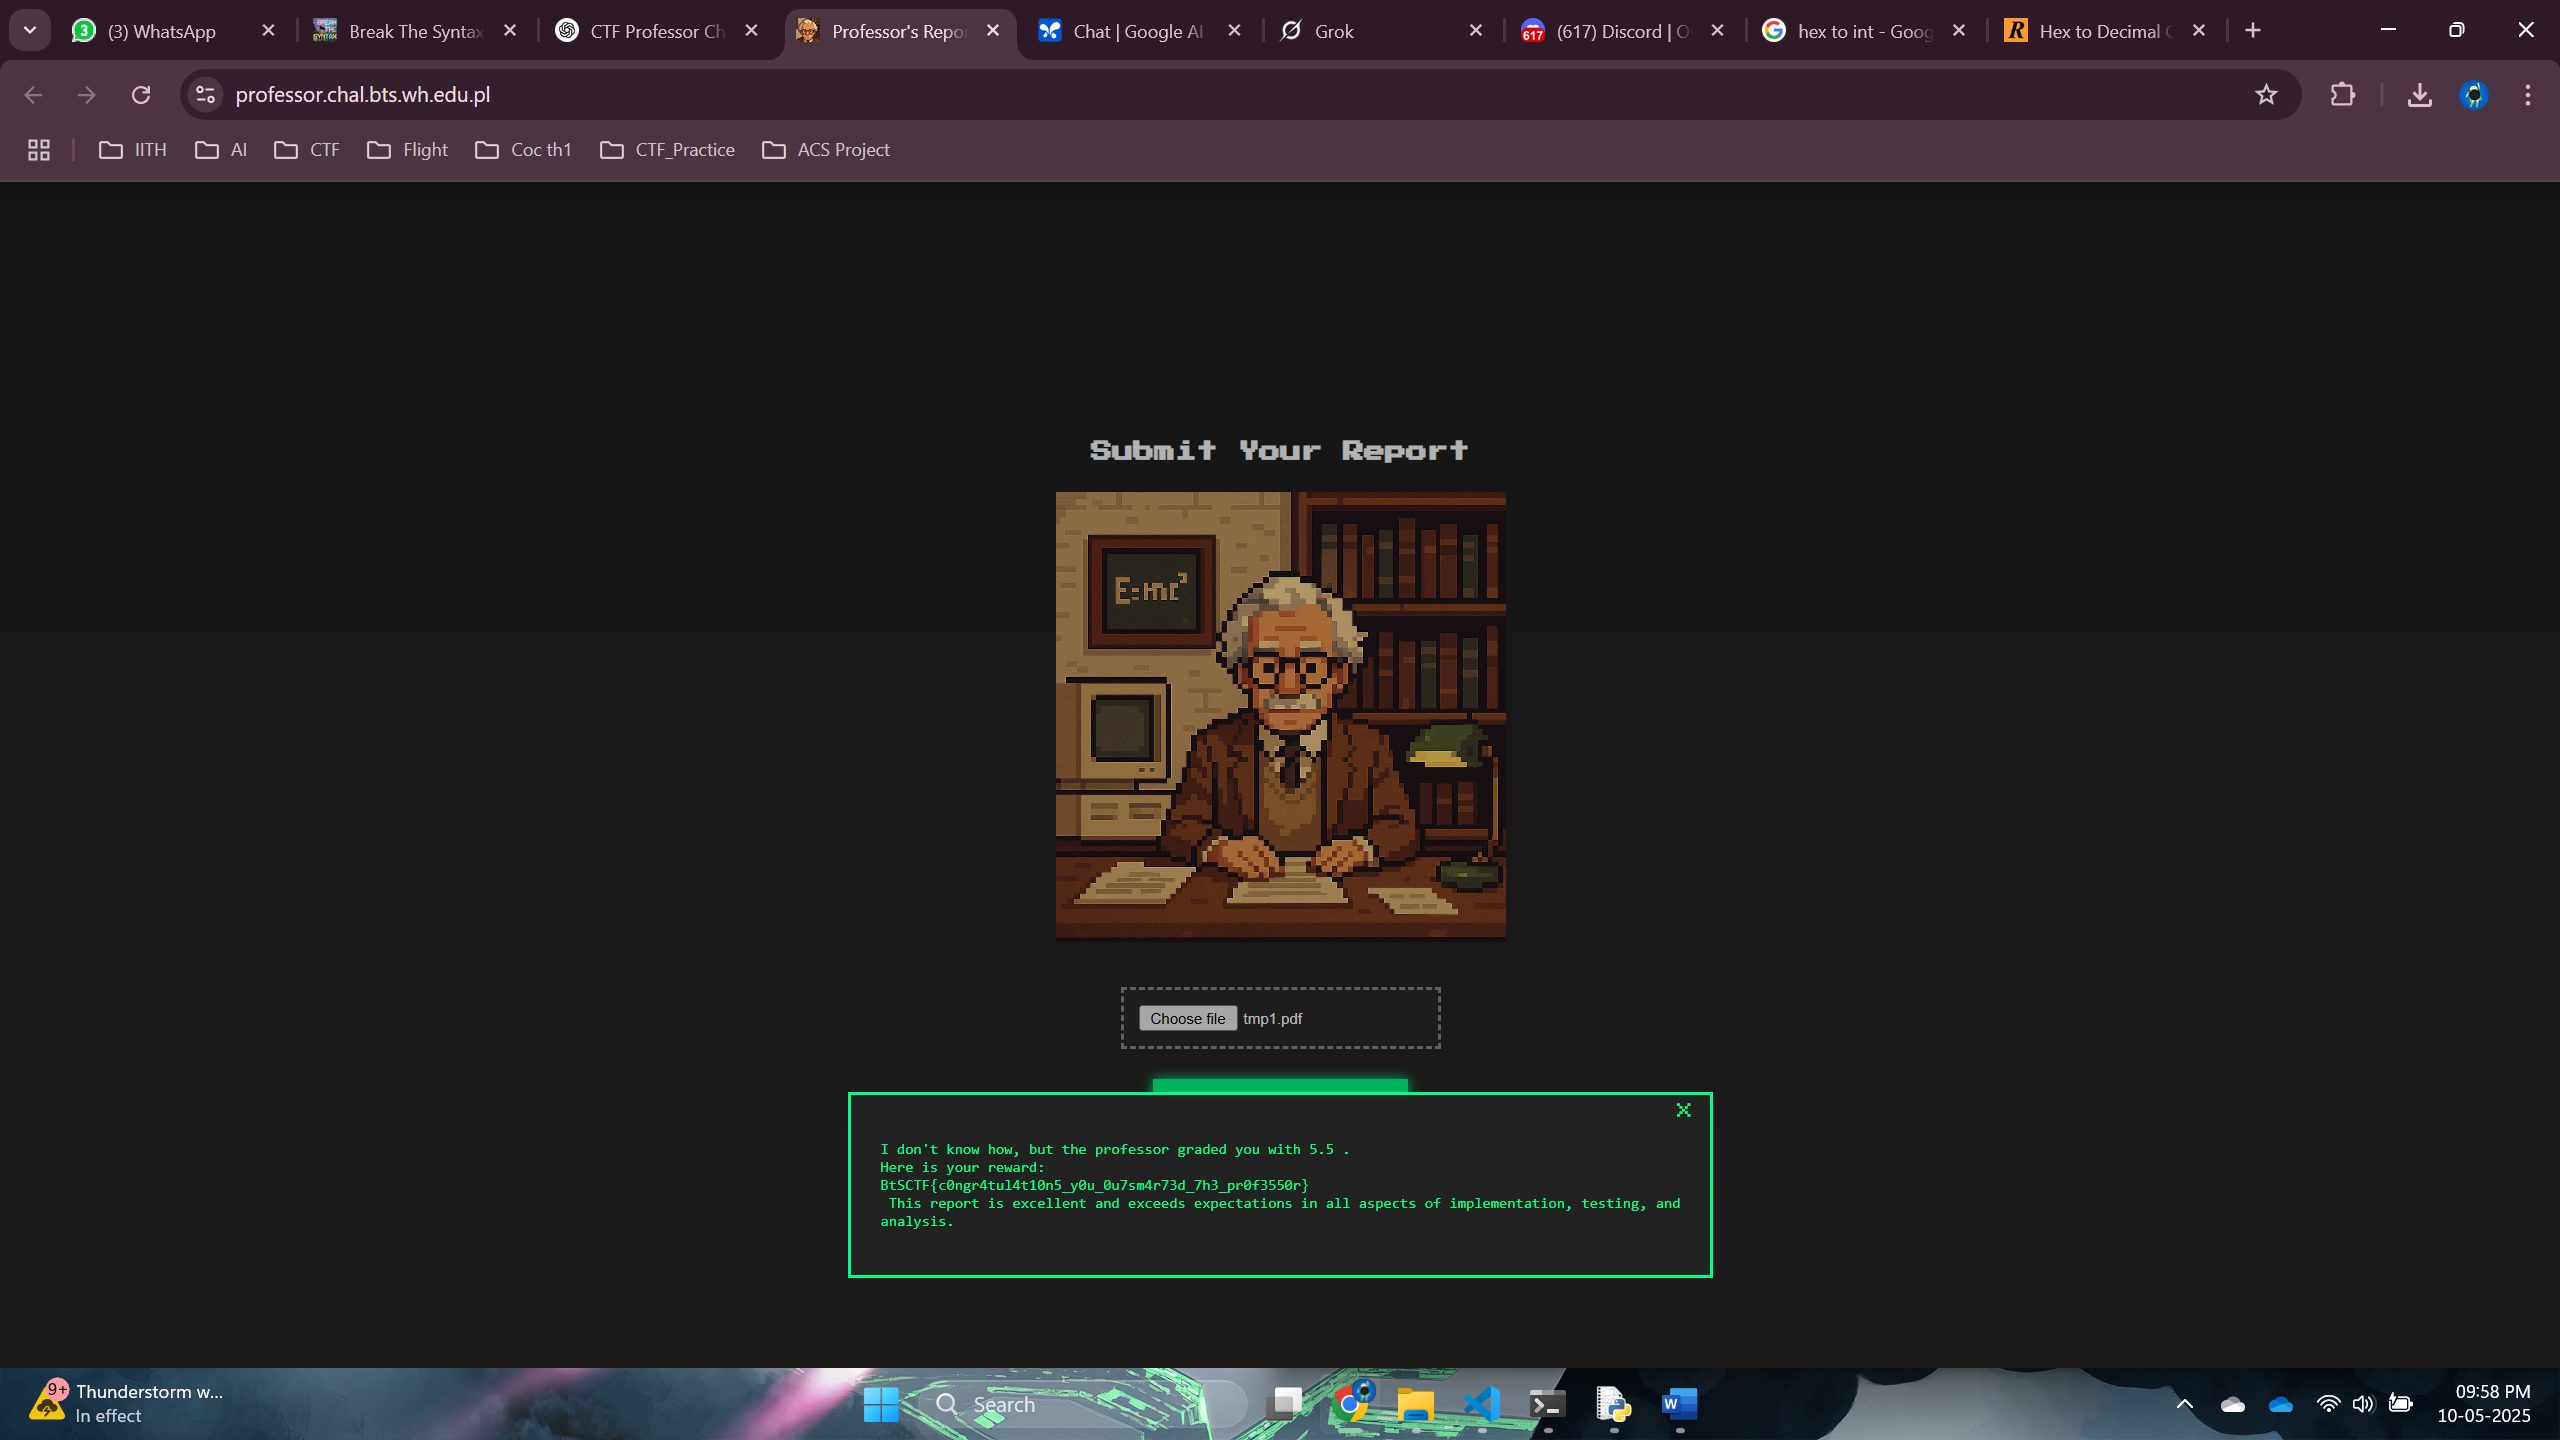 (3) WhatsApp
Break The Syntax
CTF Professor Ch
Professor's Repo
Chat | Google AI
Grok
617
(617) Discord | O
hex to int - Goog
Hex to Decimal C
professor.chal.bts.wh.edu.pl
IITH
AI
CTF
Flight
Coc th1
CTF_Practice
ACS Project
Submit Your Report
E=mc²
Choose file tmp1.pdf
I don't know how, but the professor graded you with 5.5 .
Here is your reward:
BtSCTF{c0ngr4tul4t10n5_y0u_0u7sm4r73d_7h3_pr0f3550r}
This report is excellent and exceeds expectations in all aspects of implementation, testing, and
analysis.
9+
Thunderstorm w...
In effect
Search
09:58 PM
10-05-2025